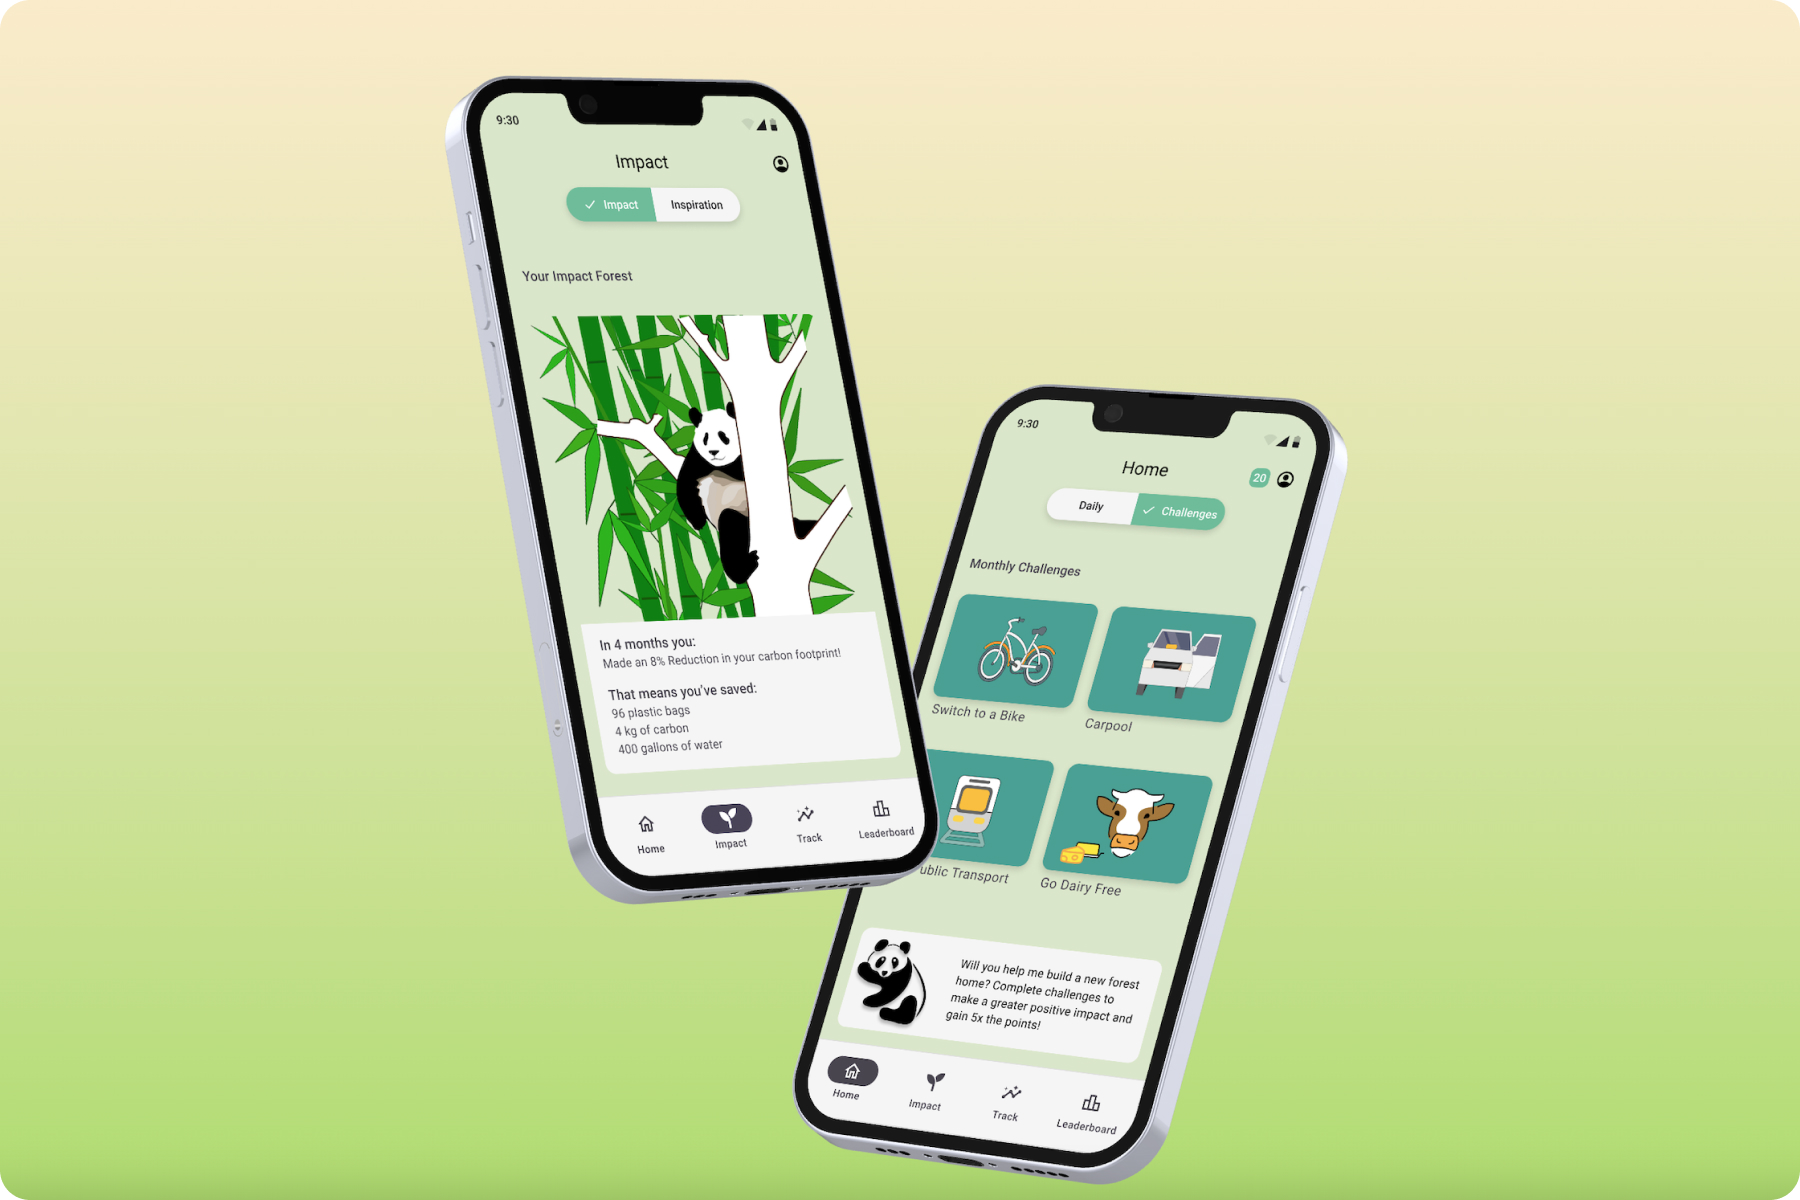 9:30
Impact
Impact
Inspiration
Your Impact Forest
In 4 months you:
Made an 8% Reduction in your carbon footprint!
That means you've saved:
96 plastic bags
4 kg of carbon
400 gallons of water
Home
Impact
Track
Leaderboard
9:30
Home
20
Daily
Challenges
Monthly Challenges
Switch to a Bike
Carpool
ublic Transport
Go Dairy Free
Will you help me build a new forest
home? Complete challenges to
make a greater positive impact and
gain 5x the points!
Home
Impact
Track
Leaderboard